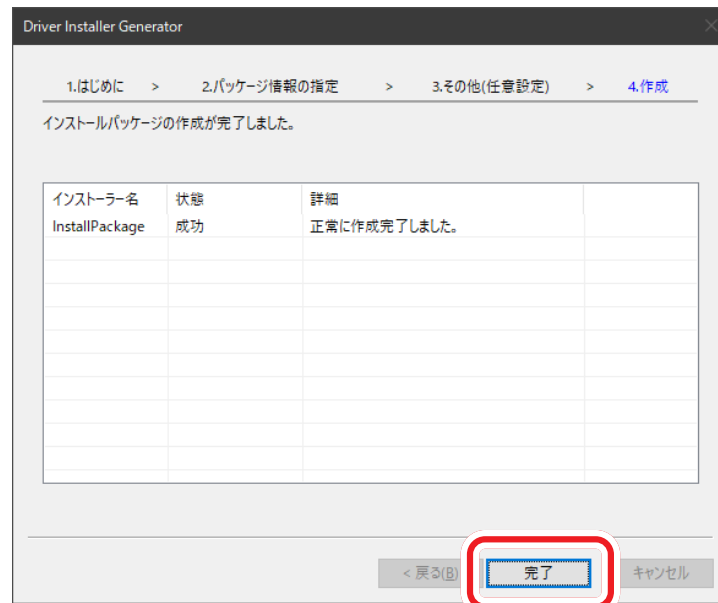 Driver Installer Generator
1.はじめに > 2.パッケージ情報の指定 > 3.その他(任意設定) > 4.作成
インストールパッケージの作成が完了しました。
インストーラー名 状態 詳細
InstallPackage 成功 正常に作成完了しました。
< 戻る(B) 完了 キャンセル